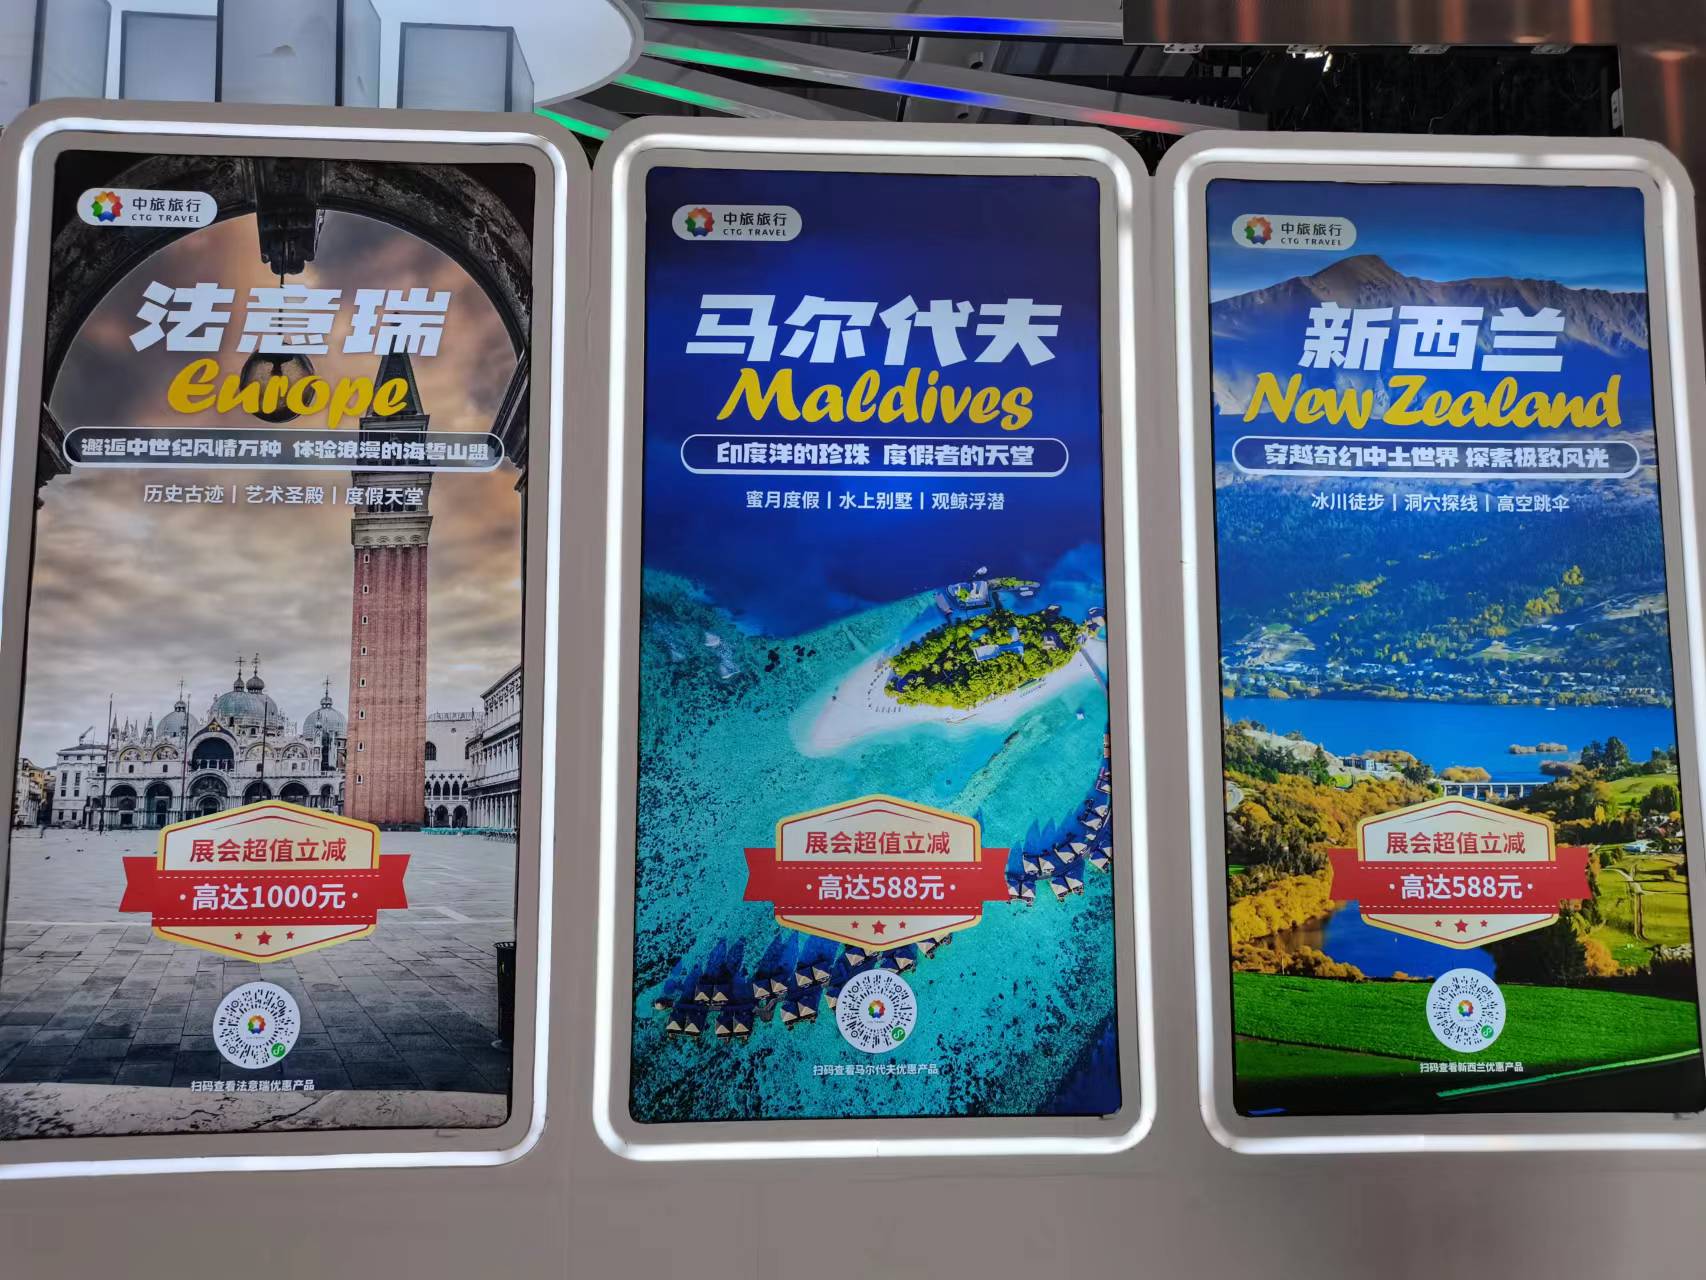 中旅旅行
CTG TRAVEL
法意瑞
Europe
邂逅中世纪风情万种 体验浪漫的海誓山盟
历史古迹丨艺术圣殿丨度假天堂
展会超值立减
·高达1000元·
扫码查看法意瑞优惠产品
中旅旅行
CTG TRAVEL
马尔代夫
Maldives
印度洋的珍珠 度假者的天堂
蜜月度假丨水上别墅丨观鲸浮潜
展会超值立减
·高达588元·
扫码查看马尔代夫优惠产品
中旅旅行
CTG TRAVEL
新西兰
New Zealand
穿越奇幻中土世界 探索极致风光
冰川徒步丨洞穴探线丨高空跳伞
展会超值立减
·高达588元·
扫码查看新西兰优惠产品